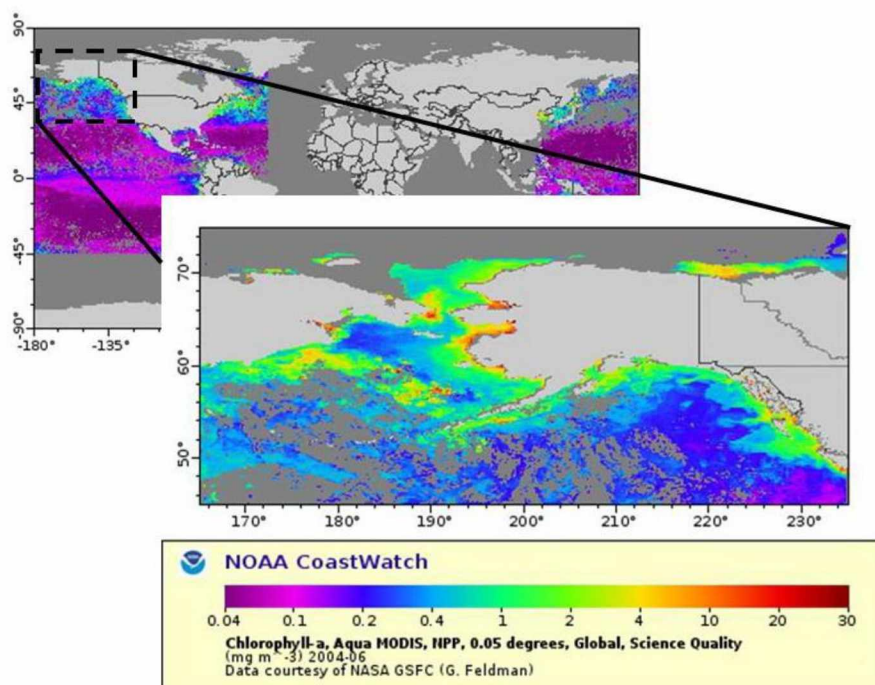 90°
45°
0°
-45°
-90°
-180° -135°
70°
60°
50°
170° 180° 190° 200° 210° 220° 230°
NOAA CoastWatch
0.04 0.1 0.2 0.4 1 2 4 10 20 30
Chlorophyll-a, Aqua MODIS, NPP, 0.05 degrees, Global, Science Quality
(mg m^-3) 2004-06
Data courtesy of NASA GSFC (G. Feldman)